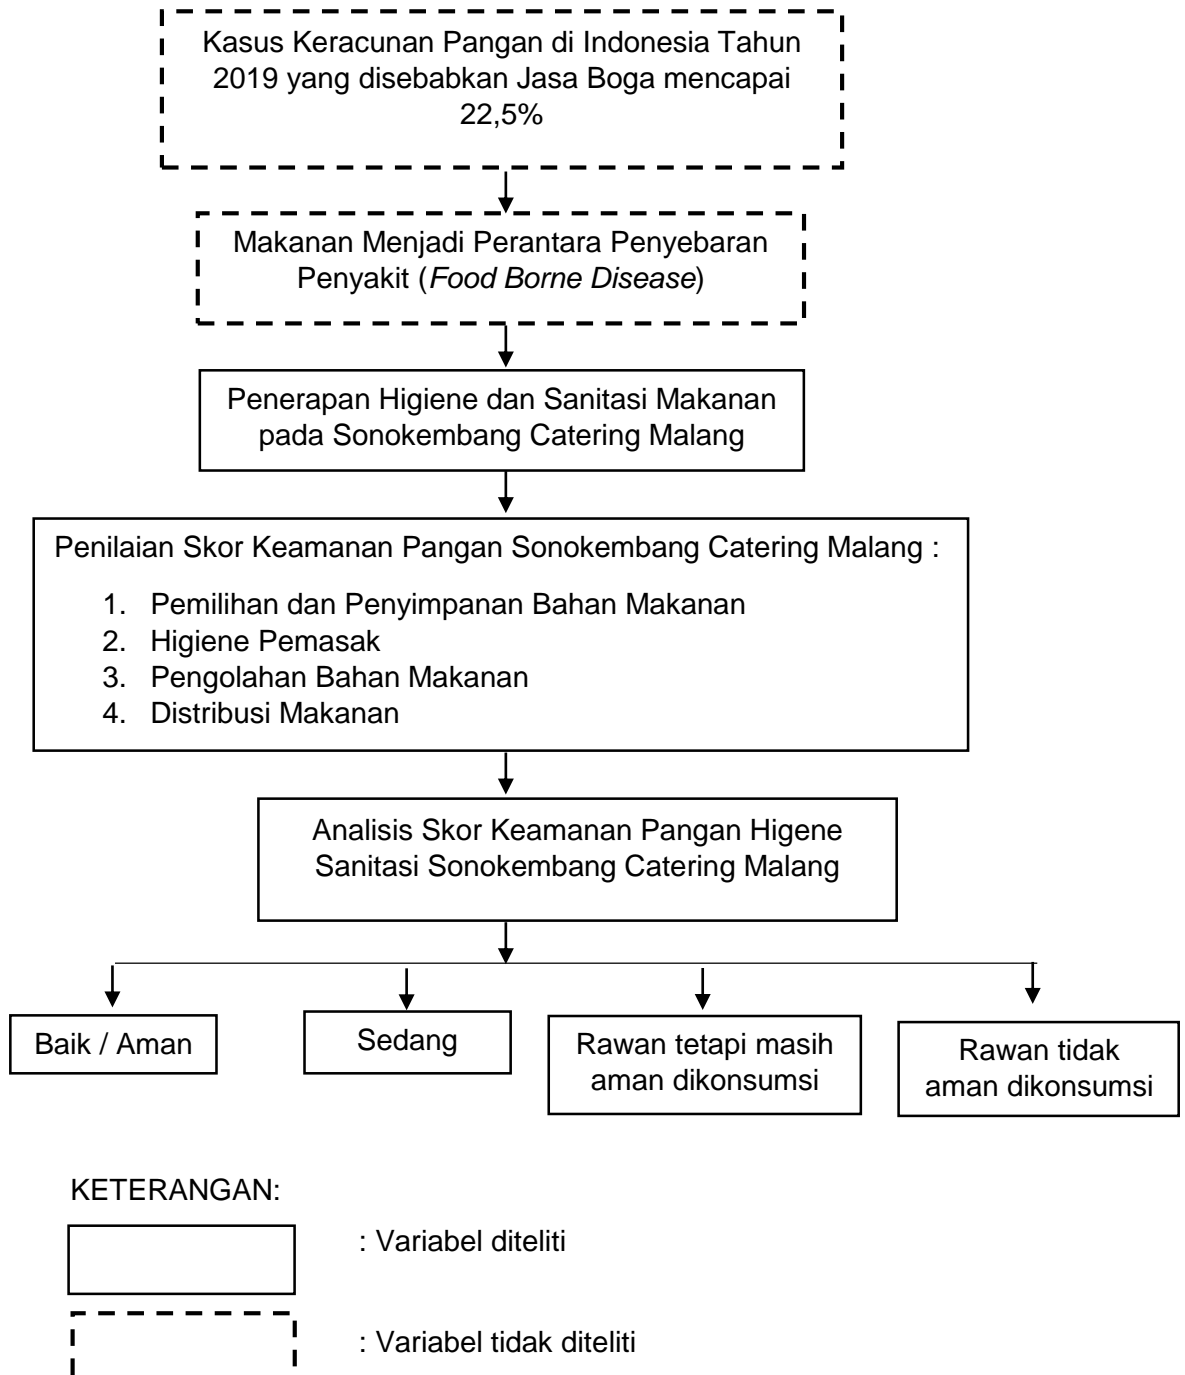 Kasus Keracunan Pangan di Indonesia Tahun
2019 yang disebabkan Jasa Boga mencapai
22,5%
Makanan Menjadi Perantara Penyebaran
Penyakit (Food Borne Disease)
Penerapan Higiene dan Sanitasi Makanan
pada Sonokembang Catering Malang
Penilaian Skor Keamanan Pangan Sonokembang Catering Malang :
1. Pemilihan dan Penyimpanan Bahan Makanan
2. Higiene Pemasak
3. Pengolahan Bahan Makanan
4. Distribusi Makanan
Analisis Skor Keamanan Pangan Higene
Sanitasi Sonokembang Catering Malang
Baik / Aman
Sedang
Rawan tetapi masih
aman dikonsumsi
Rawan tidak
aman dikonsumsi
KETERANGAN:
: Variabel diteliti
: Variabel tidak diteliti